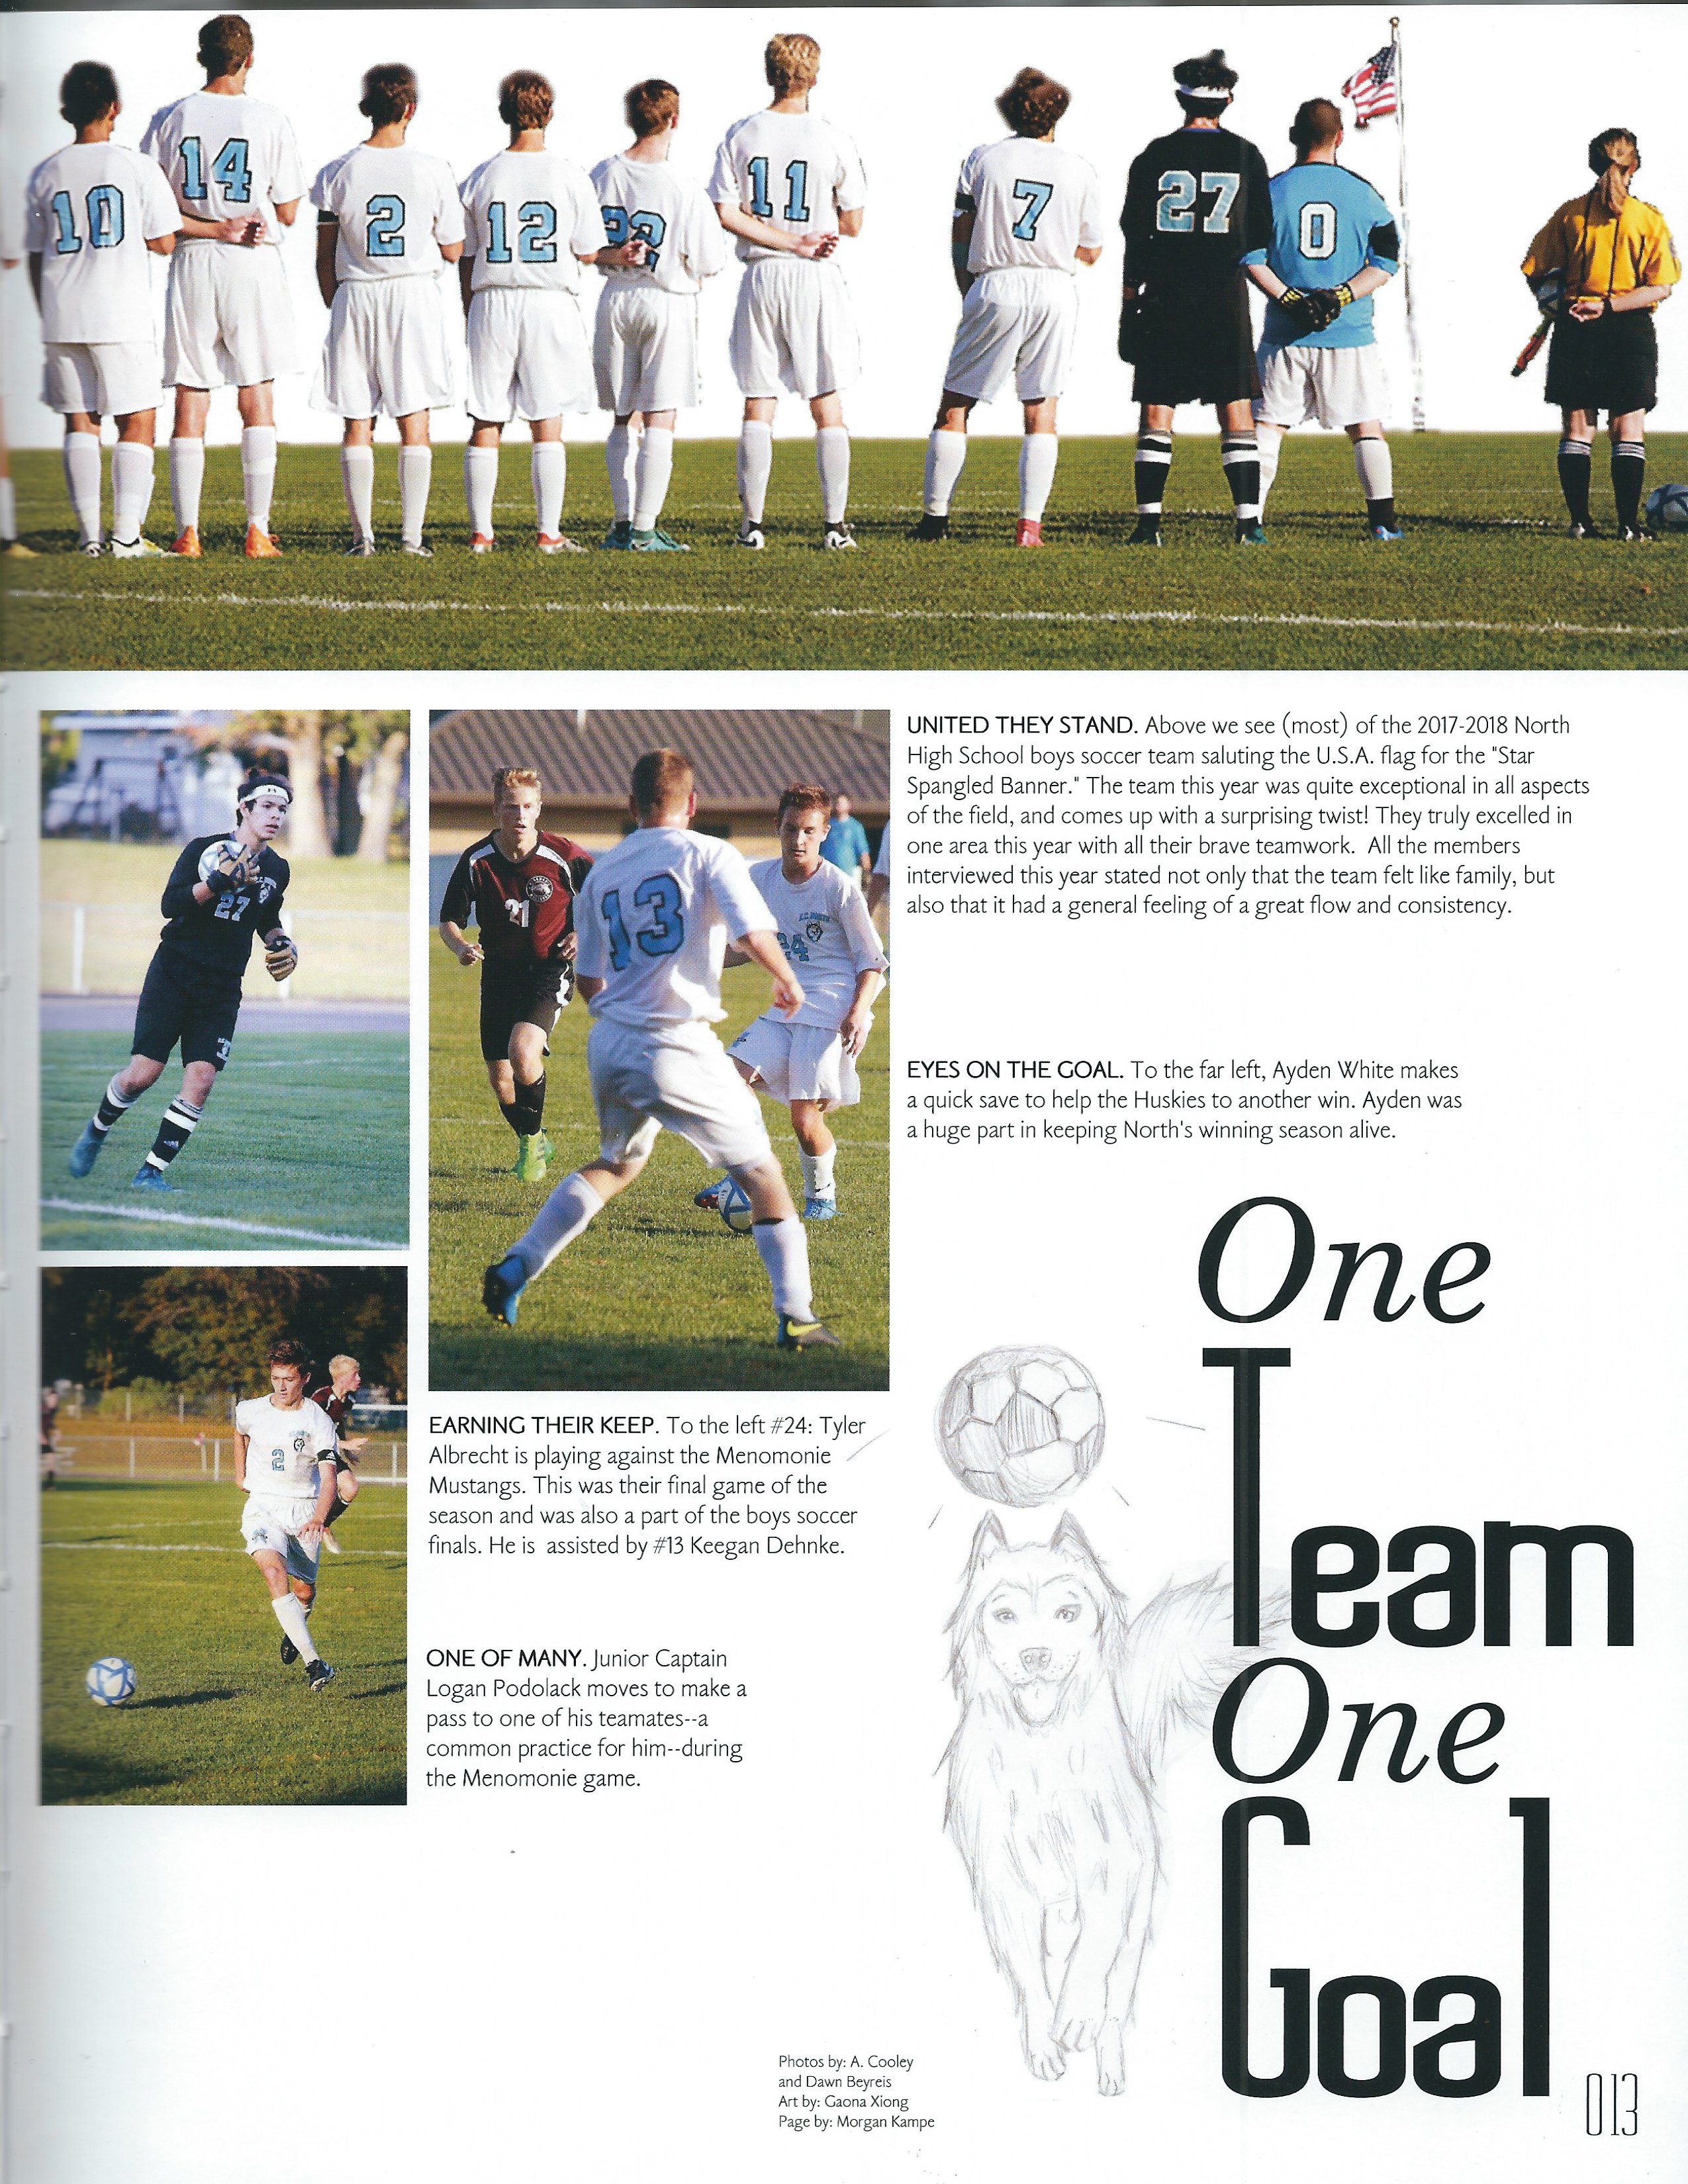 10
14
2
12
22
11
7
27
0
UNITED THEY STAND. Above we see (most) of the 2017-2018 North
High School boys soccer team saluting the U.S.A. flag for the "Star
Spangled Banner." The team this year was quite exceptional in all aspects
of the field, and comes up with a surprising twist! They truly excelled in
one area this year with all their brave teamwork. All the members
interviewed this year stated not only that the team felt like family, but
also that it had a general feeling of a great flow and consistency.
27
21
13
24
EYES ON THE GOAL. To the far left, Ayden White makes
a quick save to help the Huskies to another win. Ayden was
a huge part in keeping North's winning season alive.
2
EARNING THEIR KEEP. To the left #24: Tyler
Albrecht is playing against the Menomonie
Mustangs. This was their final game of the
season and was also a part of the boys soccer
finals. He is assisted by #13 Keegan Dehnke.
ONE OF MANY. Junior Captain
Logan Podolack moves to make a
pass to one of his teamates--a
common practice for him--during
the Menomonie game.
One
Team
One
Goal
Photos by: A. Cooley
and Dawn Beyreis
Art by: Gaona Xiong
Page by: Morgan Kampe
013